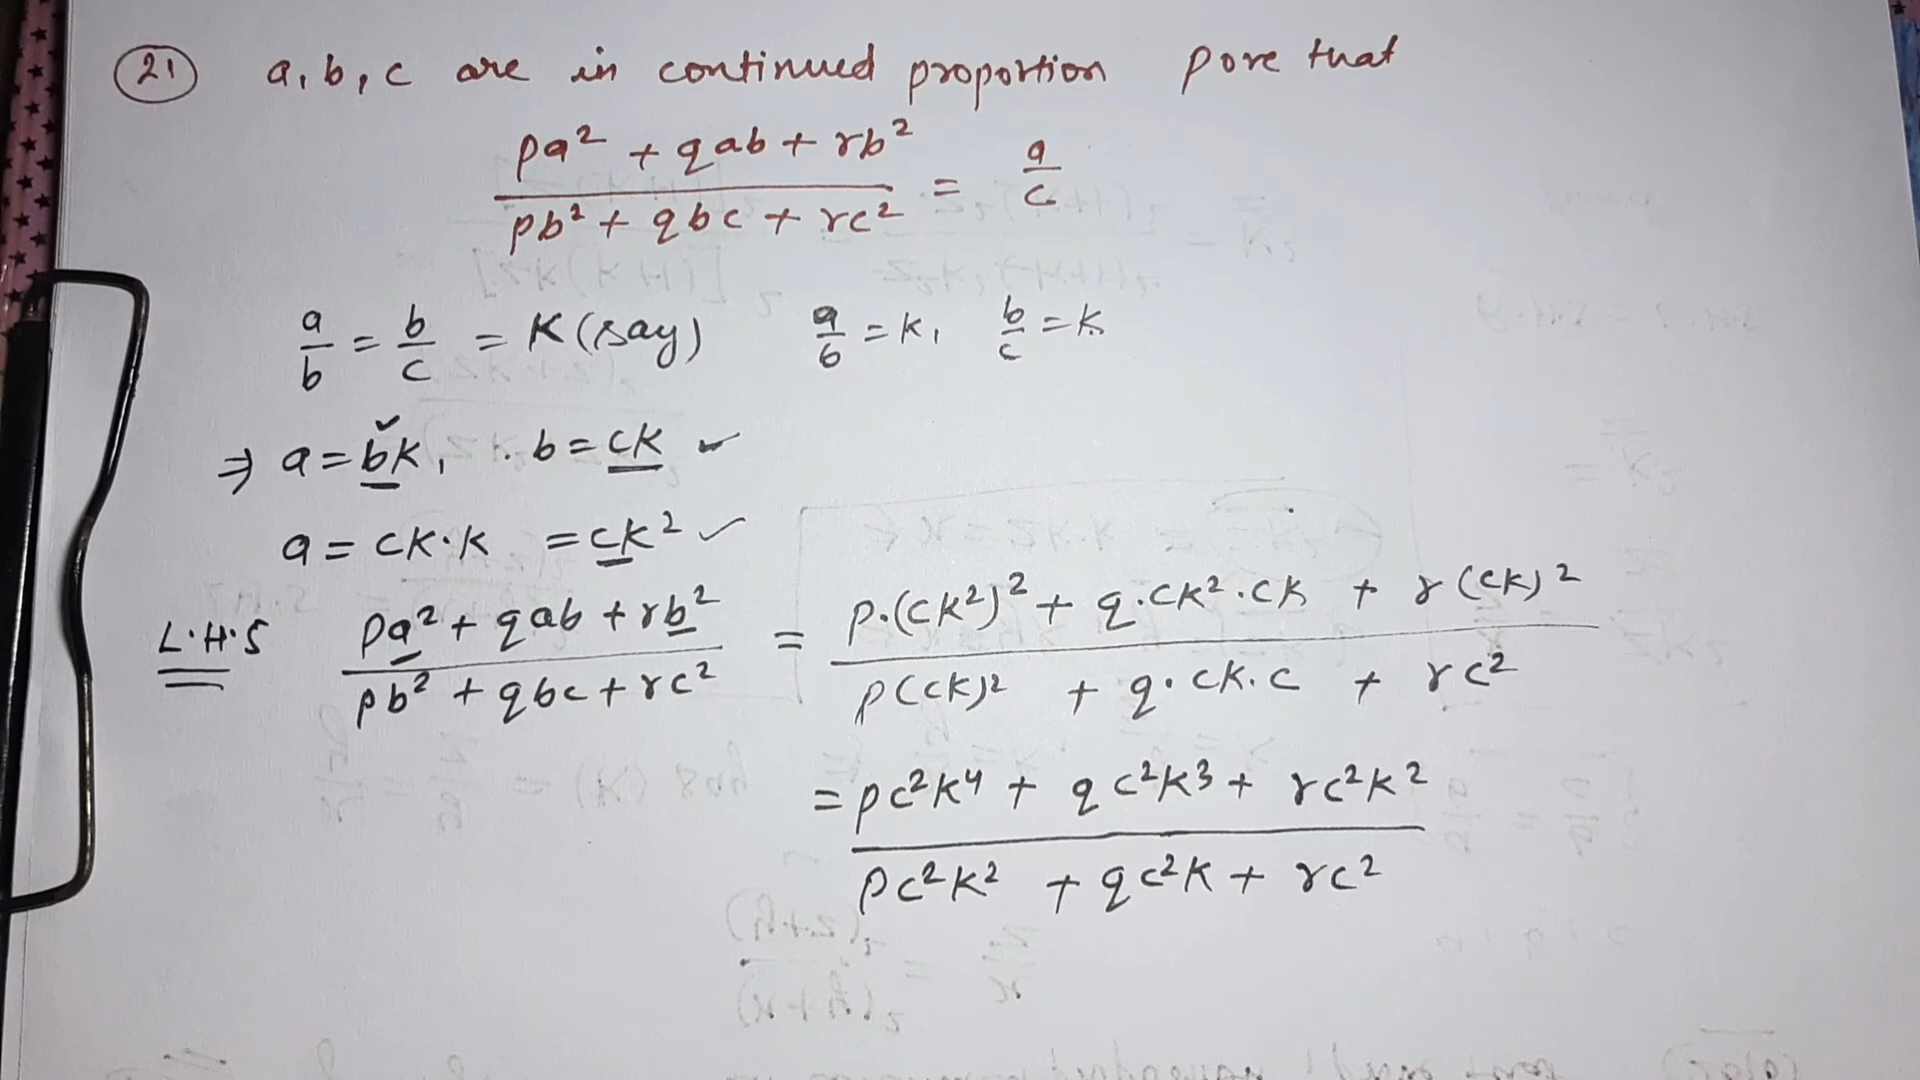 21 a, b, c are in continued proportion pore that
pa² + qab + rb² / pb² + qbc + rc² = a/c
a/b = b/c = K (say) a/b = k, b/c = k
⇒ a = bk, b = ck ✓
a = ck·k = ck² ✓
L.H.S pa² + qab + rb² / pb² + qbc + rc² = p·(ck²)² + q·ck²·ck + r(ck)² / p(ck)² + q·ck·c + rc²
= pc²k⁴ + qc²k³ + rc²k² / pc²k² + qc²k + rc²